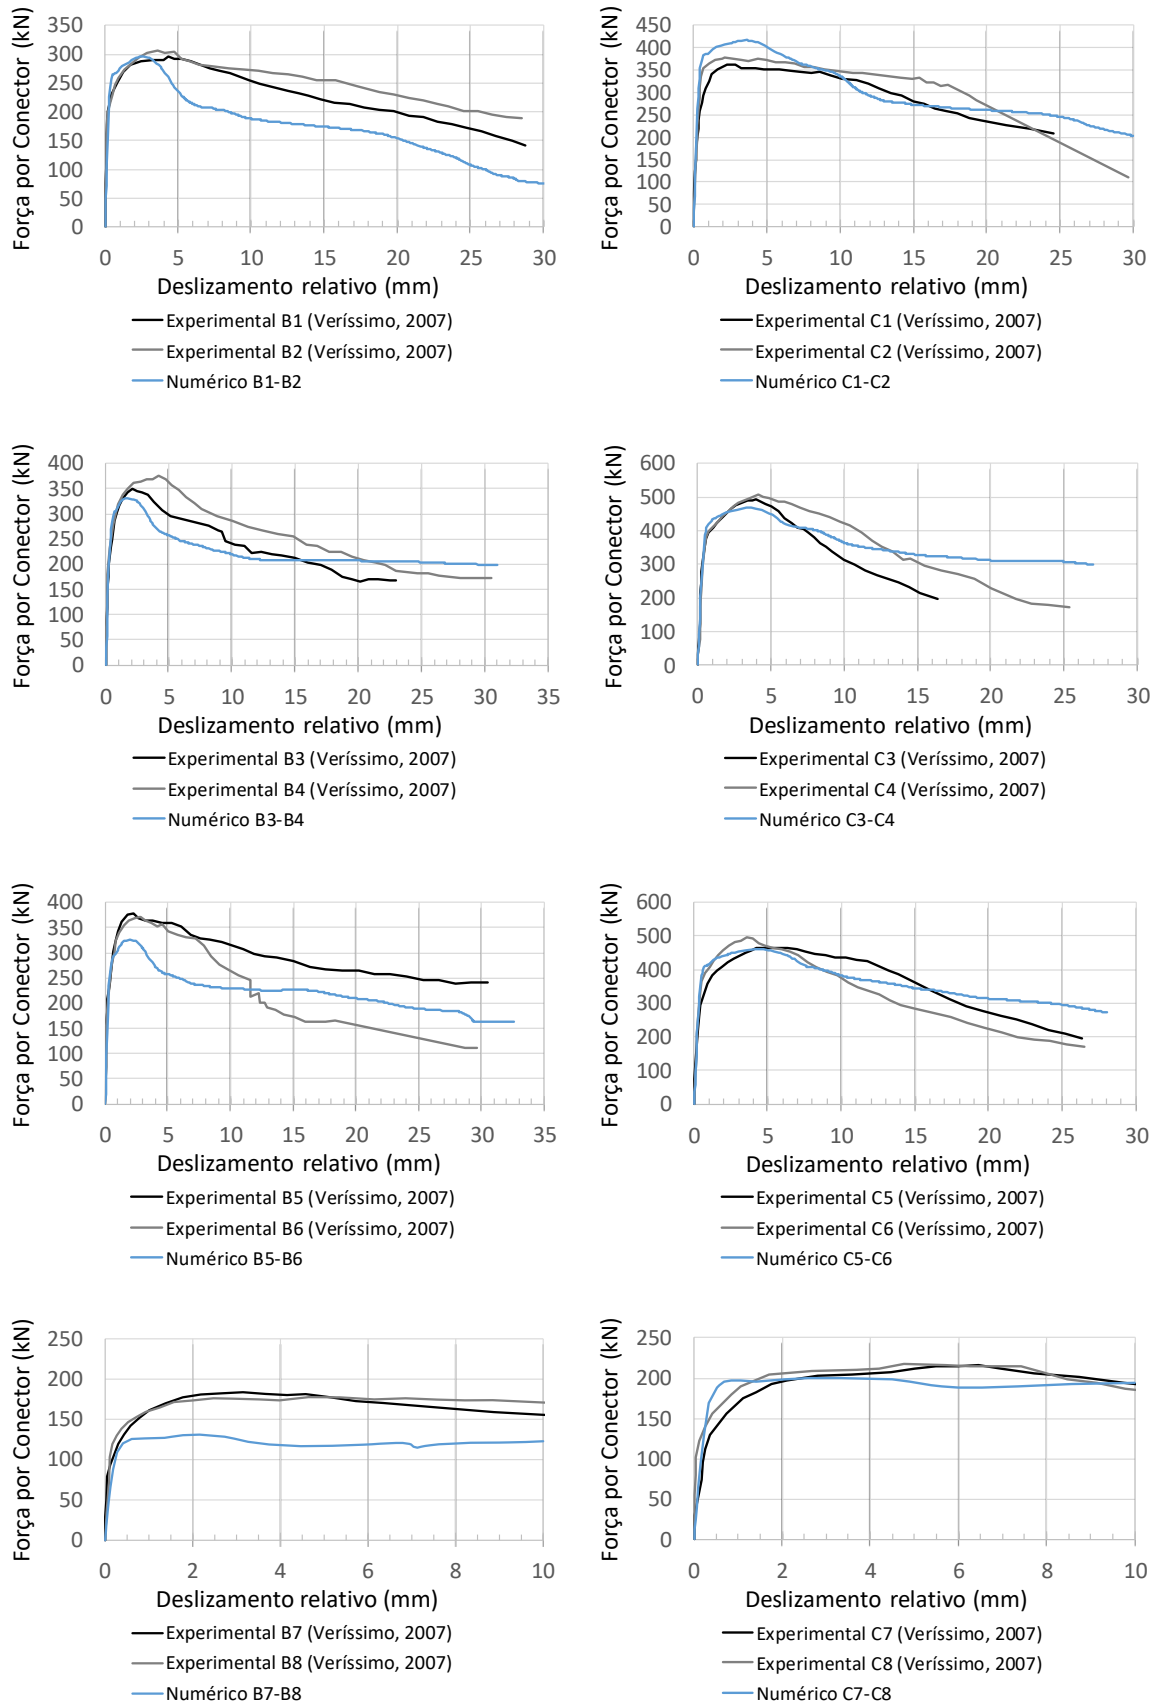 Força por Conector (kN)
350
300
250
200
150
100
50
0
0 5 10 15 20 25 30
Deslizamento relativo (mm)
Experimental B1 (Veríssimo, 2007)
Experimental B2 (Veríssimo, 2007)
Numérico B1-B2
Força por Conector (kN)
450
400
350
300
250
200
150
100
50
0
0 5 10 15 20 25 30
Deslizamento relativo (mm)
Experimental C1 (Veríssimo, 2007)
Experimental C2 (Veríssimo, 2007)
Numérico C1-C2
Força por Conector (kN)
400
350
300
250
200
150
100
50
0
0 5 10 15 20 25 30 35
Deslizamento relativo (mm)
Experimental B3 (Veríssimo, 2007)
Experimental B4 (Veríssimo, 2007)
Numérico B3-B4
Força por Conector (kN)
600
500
400
300
200
100
0
0 5 10 15 20 25 30
Deslizamento relativo (mm)
Experimental C3 (Veríssimo, 2007)
Experimental C4 (Veríssimo, 2007)
Numérico C3-C4
Força por Conector (kN)
400
350
300
250
200
150
100
50
0
0 5 10 15 20 25 30 35
Deslizamento relativo (mm)
Experimental B5 (Veríssimo, 2007)
Experimental B6 (Veríssimo, 2007)
Numérico B5-B6
Força por Conector (kN)
600
500
400
300
200
100
0
0 5 10 15 20 25 30
Deslizamento relativo (mm)
Experimental C5 (Veríssimo, 2007)
Experimental C6 (Veríssimo, 2007)
Numérico C5-C6
Força por Conector (kN)
250
200
150
100
50
0
0 2 4 6 8 10
Deslizamento relativo (mm)
Experimental B7 (Veríssimo, 2007)
Experimental B8 (Veríssimo, 2007)
Numérico B7-B8
Força por Conector (kN)
250
200
150
100
50
0
0 2 4 6 8 10
Deslizamento relativo (mm)
Experimental C7 (Veríssimo, 2007)
Experimental C8 (Veríssimo, 2007)
Numérico C7-C8